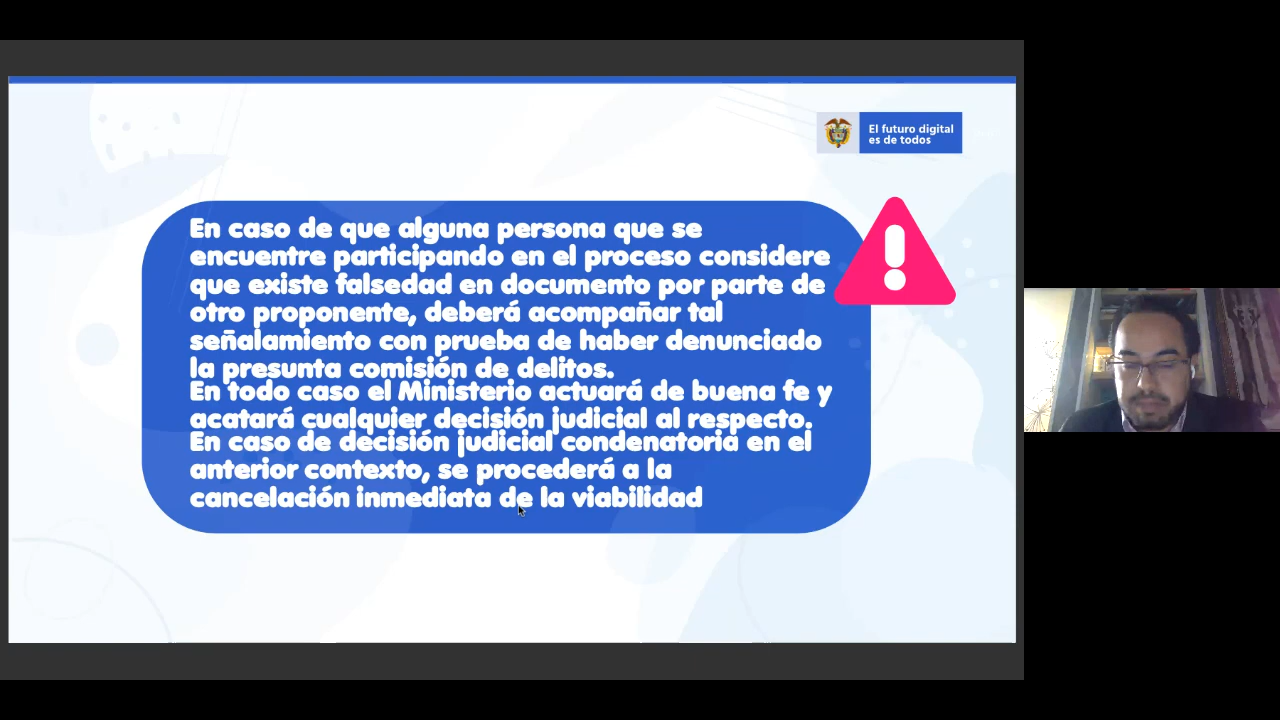 El futuro digital
es de todos
En caso de que alguna persona que se
encuentre participando en el proceso considere
que existe falsedad en documento por parte de
otro proponente, deberá acompañar tal
señalamiento con prueba de haber denunciado
la presunta comisión de delitos.
En todo caso el Ministerio actuará de buena fe y
acatará cualquier decisión judicial al respecto.
En caso de decisión judicial condenatoria en el
anterior contexto, se procederá a la
cancelación inmediata de la viabilidad